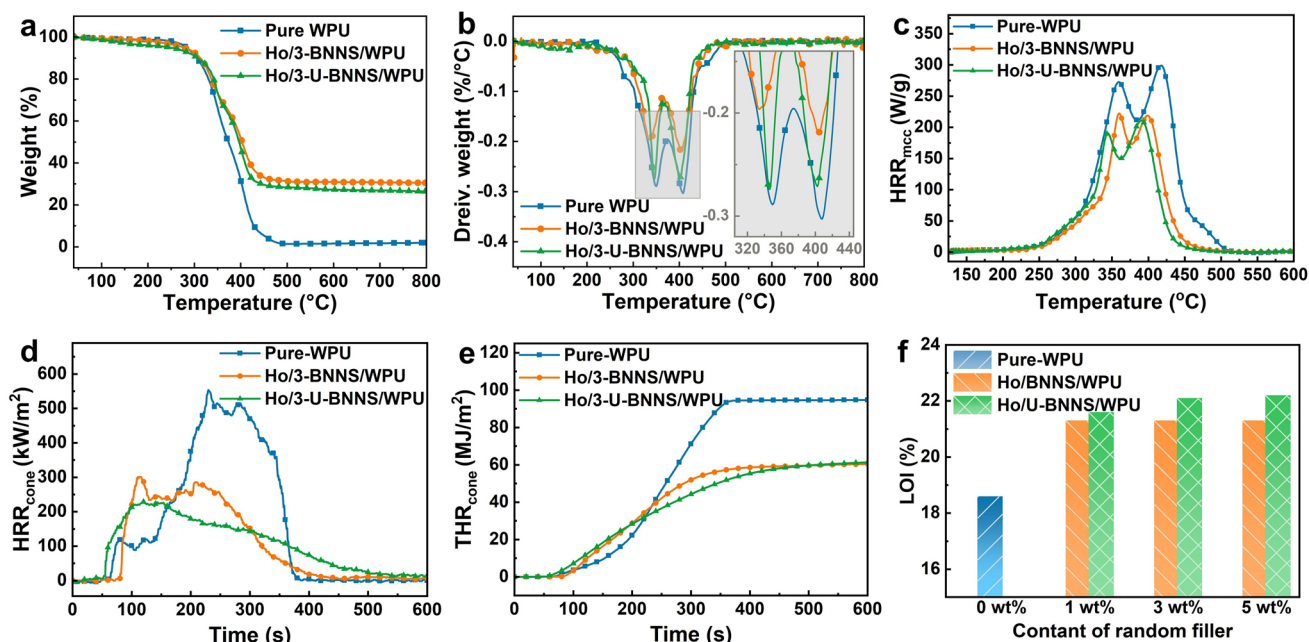 a
Pure WPU
Ho/3-BNNS/WPU
Ho/3-U-BNNS/WPU
100
80
60
40
20
0
Weight (%)
100 200 300 400 500 600 700 800
Temperature (°C)
b
0.0
-0.1
-0.2
-0.3
-0.4
Dreiv. weight (%/°C)
-0.2
-0.3
320 360 400 440
Pure WPU
Ho/3-BNNS/WPU
Ho/3-U-BNNS/WPU
100 200 300 400 500 600 700 800
Temperature (°C)
c
Pure-WPU
Ho/3-BNNS/WPU
Ho/3-U-BNNS/WPU
350
300
250
200
150
100
50
0
HRRmcc (W/g)
150 200 250 300 350 400 450 500 550 600
Temperature (oC)
d
Pure-WPU
Ho/3-BNNS/WPU
Ho/3-U-BNNS/WPU
600
500
400
300
200
100
0
HRRcone (kW/m²)
0 100 200 300 400 500 600
Time (s)
e
Pure-WPU
Ho/3-BNNS/WPU
Ho/3-U-BNNS/WPU
120
100
80
60
40
20
0
THRcone (MJ/m²)
0 100 200 300 400 500 600
Time (s)
f
Pure-WPU
Ho/BNNS/WPU
Ho/U-BNNS/WPU
24
22
20
18
16
LOI (%)
0 wt% 1 wt% 3 wt% 5 wt%
Contant of random filler